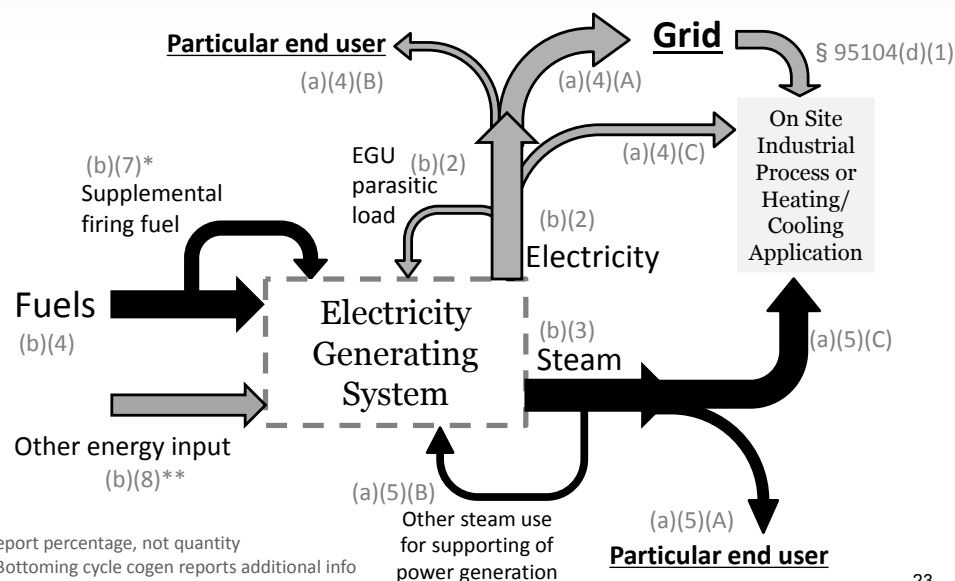 Particular end user
(a)(4)(B)
(a)(4)(A)
Grid
§ 95104(d)(1)
On Site
Industrial
Process or
Heating/
Cooling
Application
(a)(4)(C)
(b)(7)*
Supplemental
firing fuel
EGU
parasitic
load
(b)(2)
(b)(2)
Electricity
Fuels
(b)(4)
Electricity
Generating
System
(b)(3)
Steam
(a)(5)(C)
Other energy input
(b)(8)**
(a)(5)(B)
Other steam use
for supporting of
power generation
(a)(5)(A)
Particular end user
eport percentage, not quantity
Bottoming cycle cogen reports additional info
23